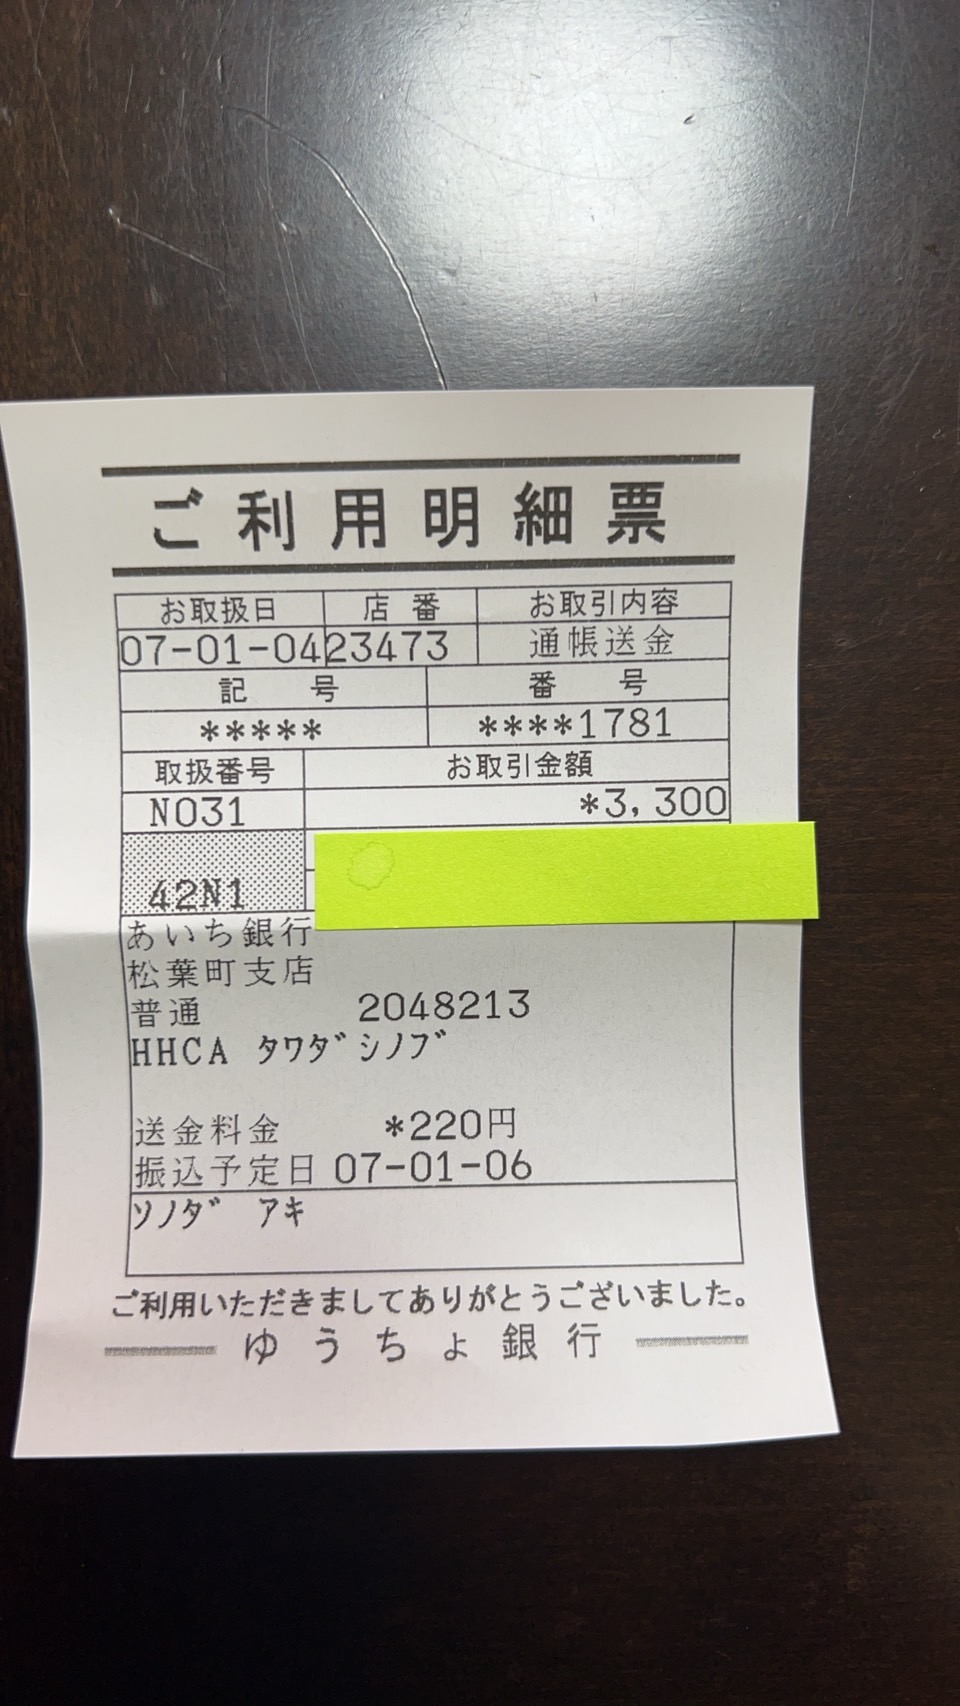 ご利用明細票
お取扱日 店番 お取引内容
07-01-04 23473 通帳送金
記号 番号
***** ****1781
取扱番号 お取引金額
N031 *3,300
42N1
あいち銀行
松葉町支店
普通 2048213
HHCA タワダシノブ
送金料金 *220円
振込予定日 07-01-06
ソノダ アキ
ご利用いただきましてありがとうございました。
ゆうちょ銀行